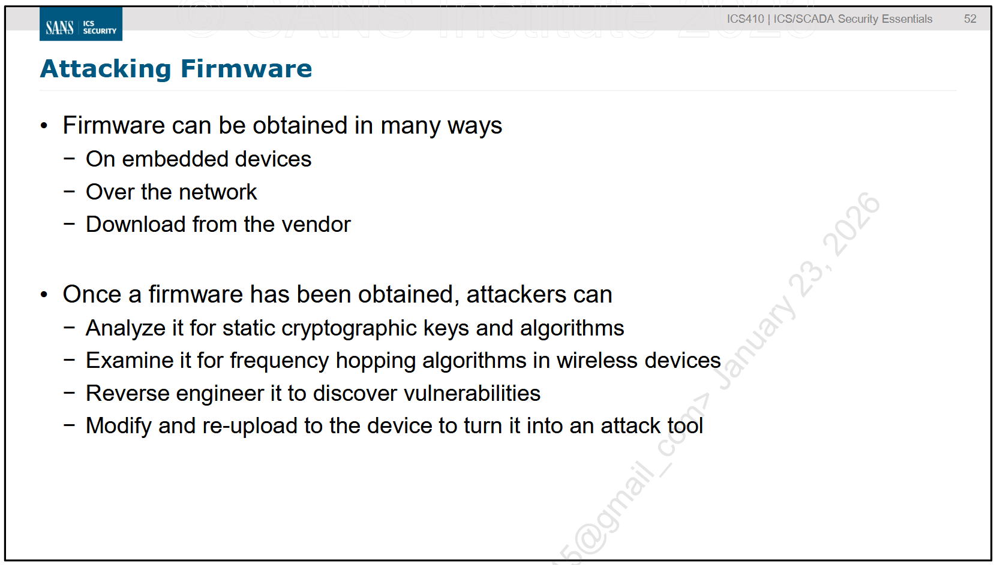 © SANS Institute 2026
ICS410 | ICS/SCADA Security Essentials 52
SANS ICS SECURITY
Attacking Firmware
• Firmware can be obtained in many ways
− On embedded devices
− Over the network
− Download from the vendor
• Once a firmware has been obtained, attackers can
− Analyze it for static cryptographic keys and algorithms
− Examine it for frequency hopping algorithms in wireless devices
− Reverse engineer it to discover vulnerabilities
− Modify and re-upload to the device to turn it into an attack tool
5@gmail_com> January 23, 2026